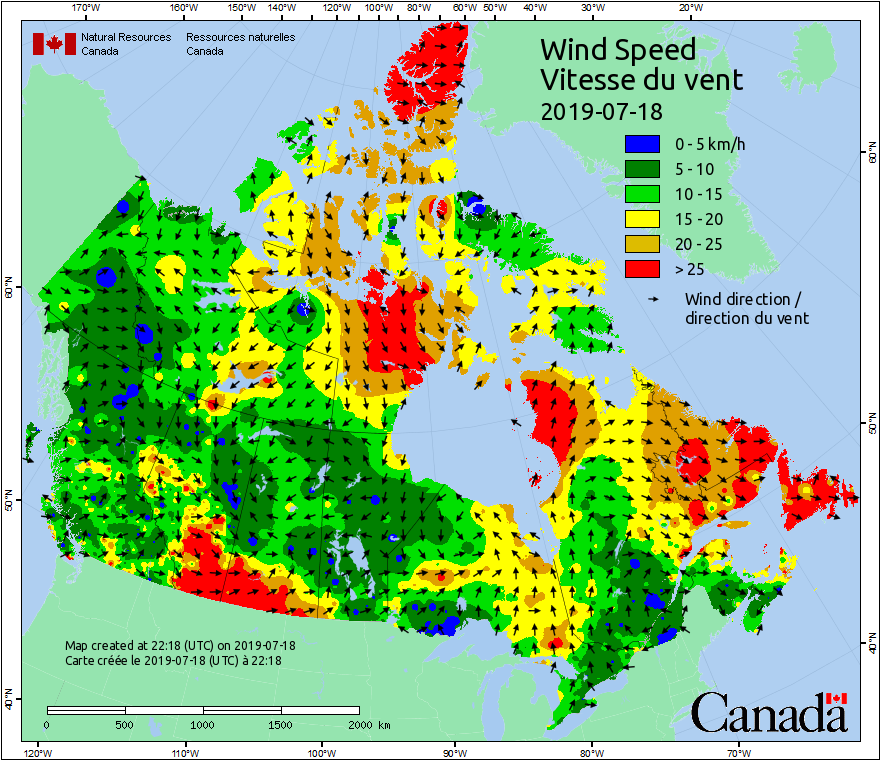 170°W 160°W 150°W 140°W 130°W 120°W 110°W 100°W 90°W 80°W 70°W 60°W 50°W 40°W 30°W 20°W
Natural Resources Ressources naturelles
Canada Canada
Wind Speed
Vitesse du vent
2019-07-18
0 - 5 km/h
5 - 10
10 - 15
15 - 20
20 - 25
> 25
Wind direction /
direction du vent
60°N
60°N
50°N
50°N
40°N
40°N
Map created at 22:18 (UTC) on 2019-07-18
Carte créée le 2019-07-18 (UTC) à 22:18
0 500 1000 1500 2000 km
Canada
120°W 110°W 100°W 90°W 80°W 70°W